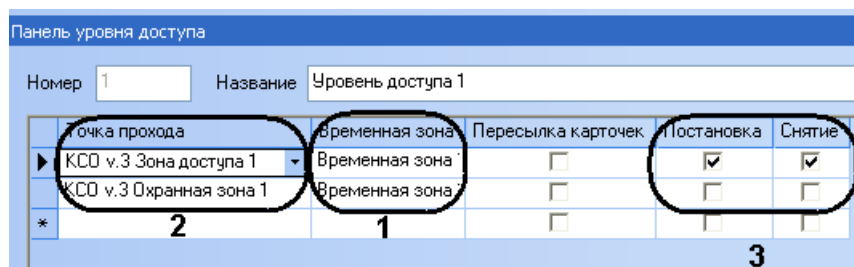 Панель уровня доступа
Номер 1 Название Уровень доступа 1
Точка прохода Временная зона Пересылка карточек Постановка Снятие
КСО v.3 Зона доступа 1 Временная зона 1
КСО v.3 Охранная зона 1 Временная зона
*
2 1
3